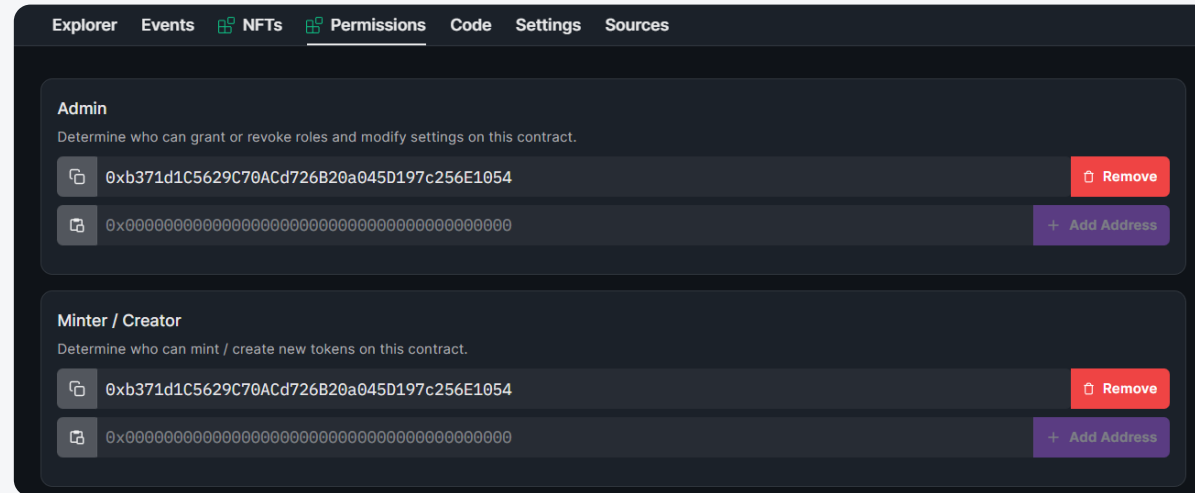 Explorer Events NFTs Permissions Code Settings Sources
Admin
Determine who can grant or revoke roles and modify settings on this contract.
0xb371d1C5629C70ACd726B20a045D197c256E1054 Remove
0x0000000000000000000000000000000000000000 + Add Address
Minter / Creator
Determine who can mint / create new tokens on this contract.
0xb371d1C5629C70ACd726B20a045D197c256E1054 Remove
0x0000000000000000000000000000000000000000 + Add Address